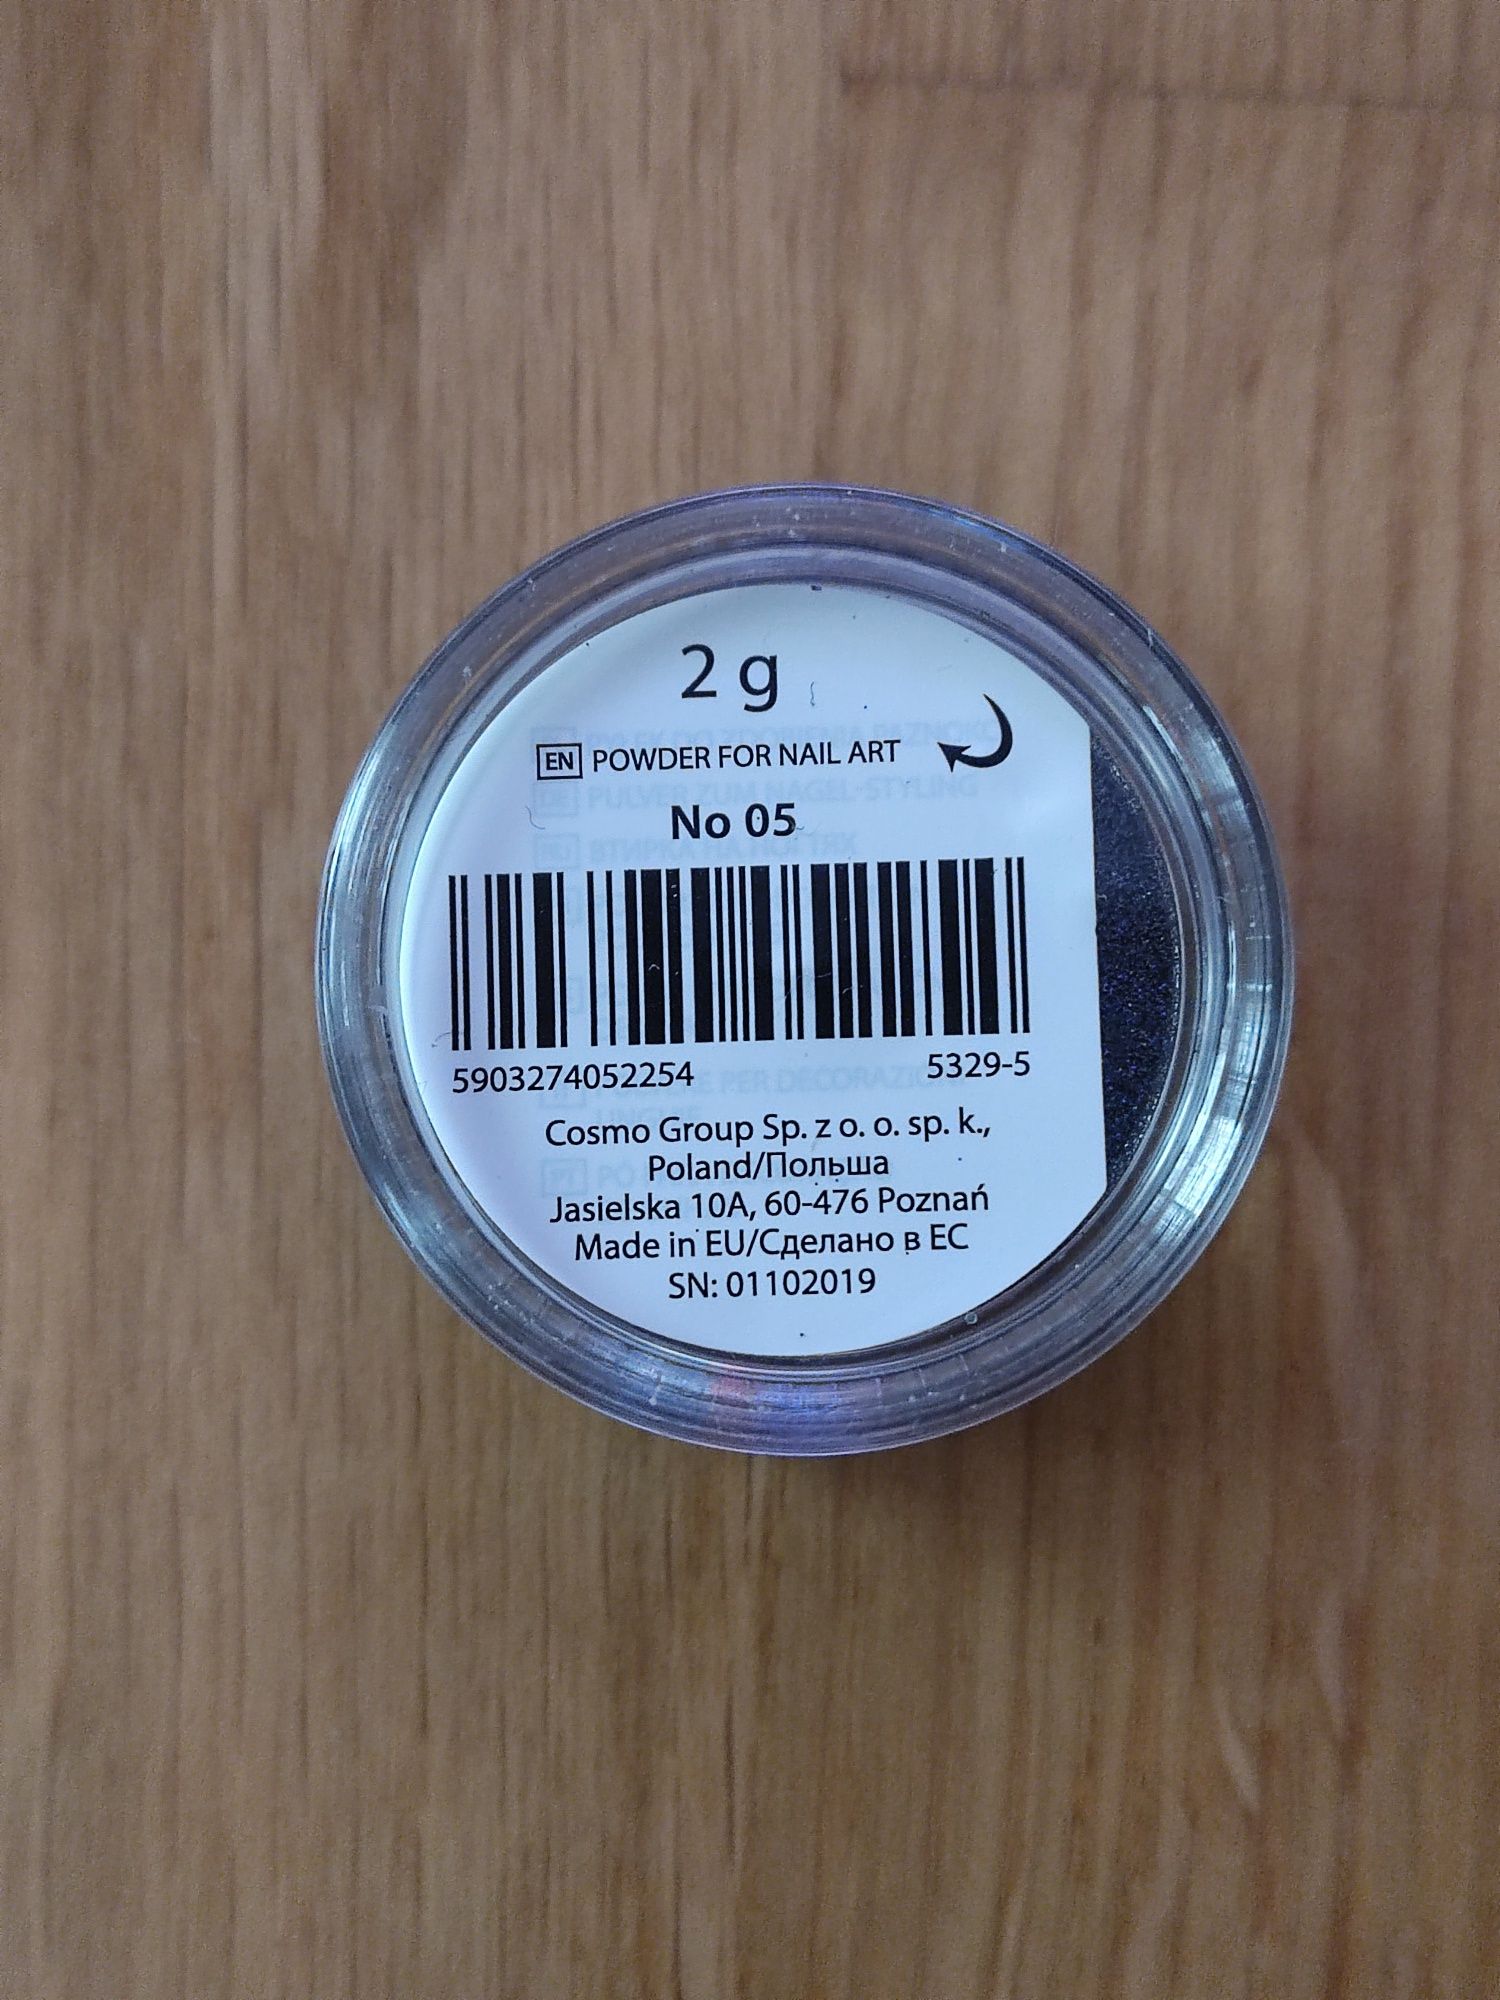 2 g
EN POWDER FOR NAIL ART
No 05
5903274052254 5329-5
Cosmo Group Sp. z o. o. sp. k.,
Poland/Польша
Jasielska 10A, 60-476 Poznań
Made in EU/Сделано в ЕС
SN: 01102019